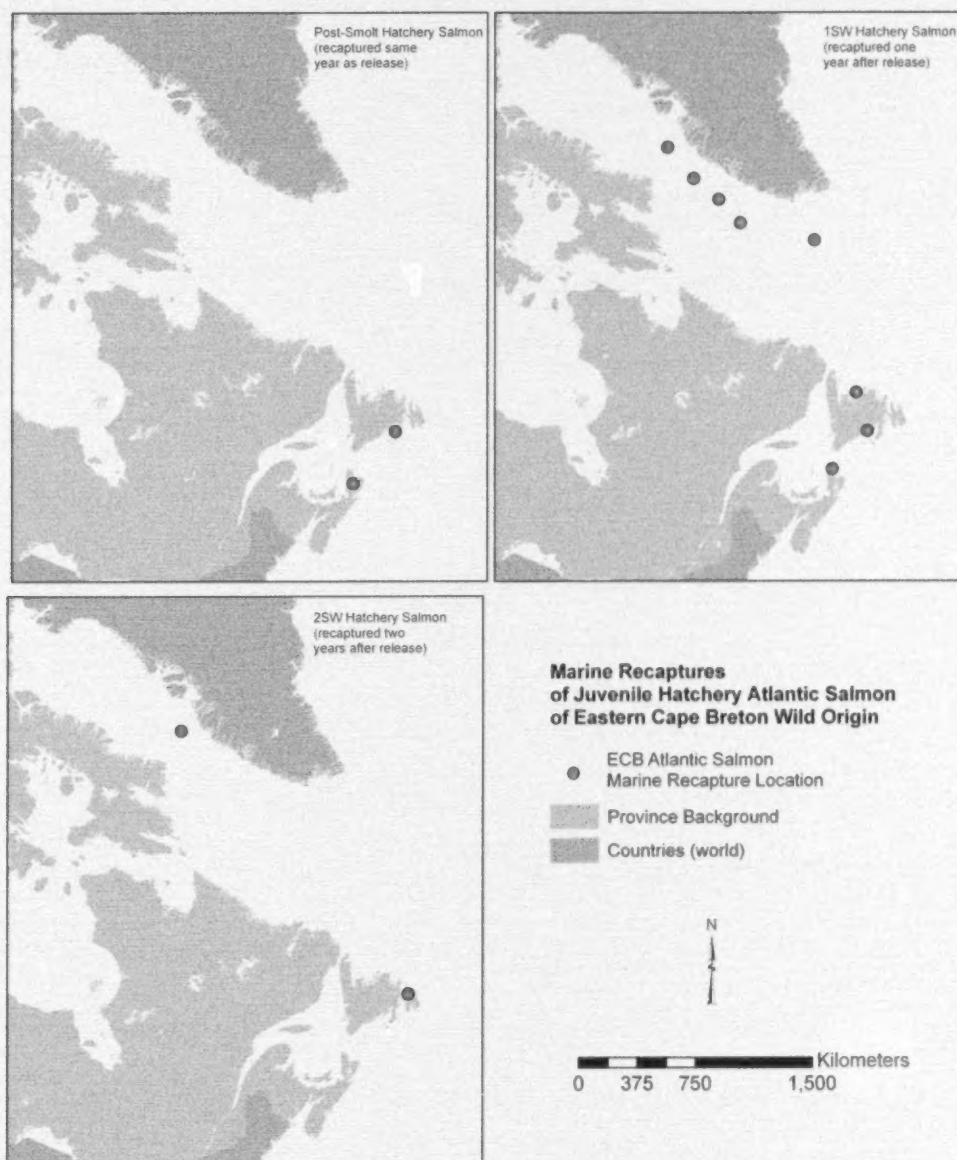 Post-Smolt Hatchery Salmon
(recaptured same
year as release)
1SW Hatchery Salmon
(recaptured one
year after release)
2SW Hatchery Salmon
(recaptured two
years after release)
Marine Recaptures
of Juvenile Hatchery Atlantic Salmon
of Eastern Cape Breton Wild Origin
ECB Atlantic Salmon
Marine Recapture Location
Province Background
Countries (world)
N
Kilometers
0 375 750 1,500